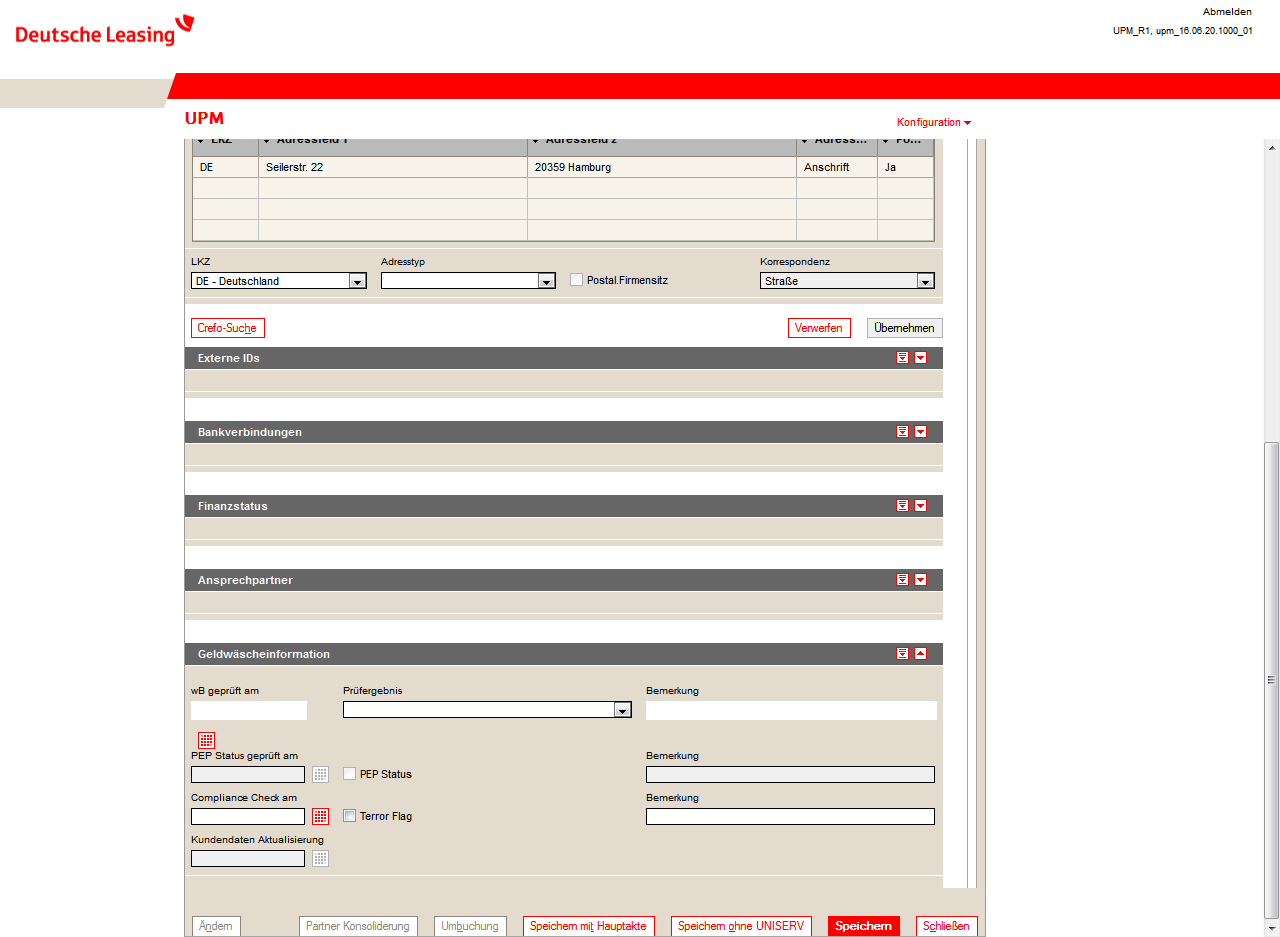 Abmelden
Deutsche Leasing
UPM_R1, upm_16.06.20.1000_01
UPM
Konfiguration
LKZ Adressfeld 1 Adressfeld 2 Adress... Po...
DE Seilerstr. 22 20359 Hamburg Anschrift Ja
LKZ Adresstyp Korrespondenz
DE - Deutschland Postal.Firmensitz Straße
Crefo-Suche Verwerfen Übernehmen
Externe IDs
Bankverbindungen
Finanzstatus
Ansprechpartner
Geldwäscheinformation
wB geprüft am Prüfergebnis Bemerkung
PEP Status geprüft am Bemerkung
PEP Status
Compliance Check am Bemerkung
Terror Flag
Kundendaten Aktualisierung
Ändern Partner Konsolidierung Umbuchung Speichern mit Hauptakte Speichern ohne UNISERV Speichern Schließen